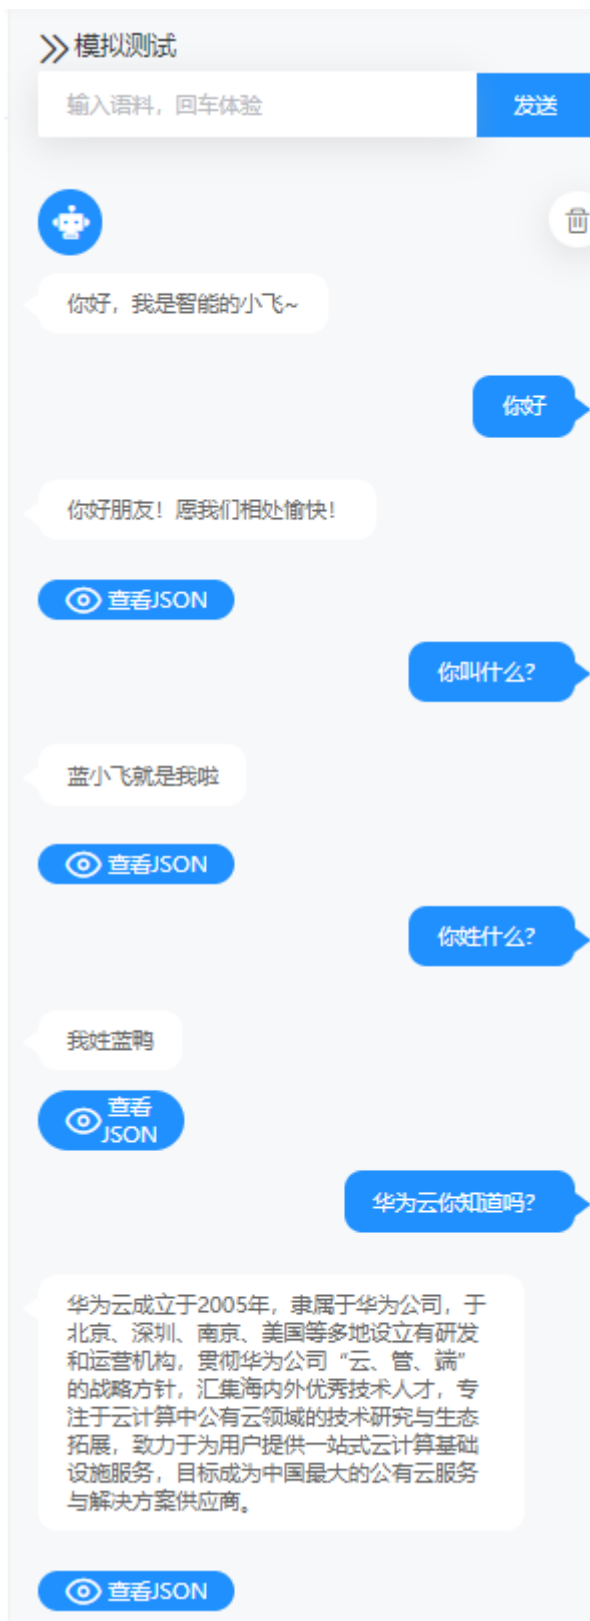 模拟测试
输入语料，回车体验
发送
你好，我是智能的小飞~
你好
你好朋友！愿我们相处愉快！
查看JSON
你叫什么？
蓝小飞就是我啦
查看JSON
你姓什么？
我姓蓝鸭
查看
JSON
华为云你知道吗？
华为云成立于2005年，隶属于华为公司，于
北京、深圳、南京、美国等多地设立有研发
和运营机构，贯彻华为公司“云、管、端”
的战略方针，汇集海内外优秀技术人才，专
注于云计算中公有云领域的技术研究与生态
拓展，致力于为用户提供一站式云计算基础
设施服务，目标成为中国最大的公有云服务
与解决方案供应商。
查看JSON